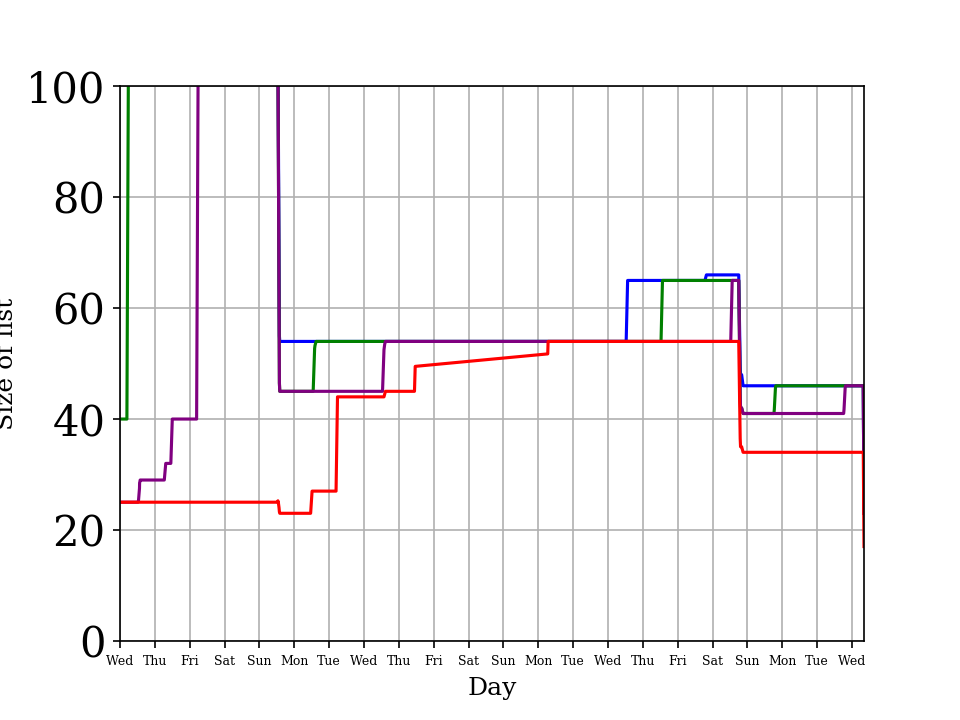 100
80
60
40
20
0
Size of list
Wed Thu Fri Sat Sun Mon Tue Wed Thu Fri Sat Sun Mon Tue Wed Thu Fri Sat Sun Mon Tue Wed
Day